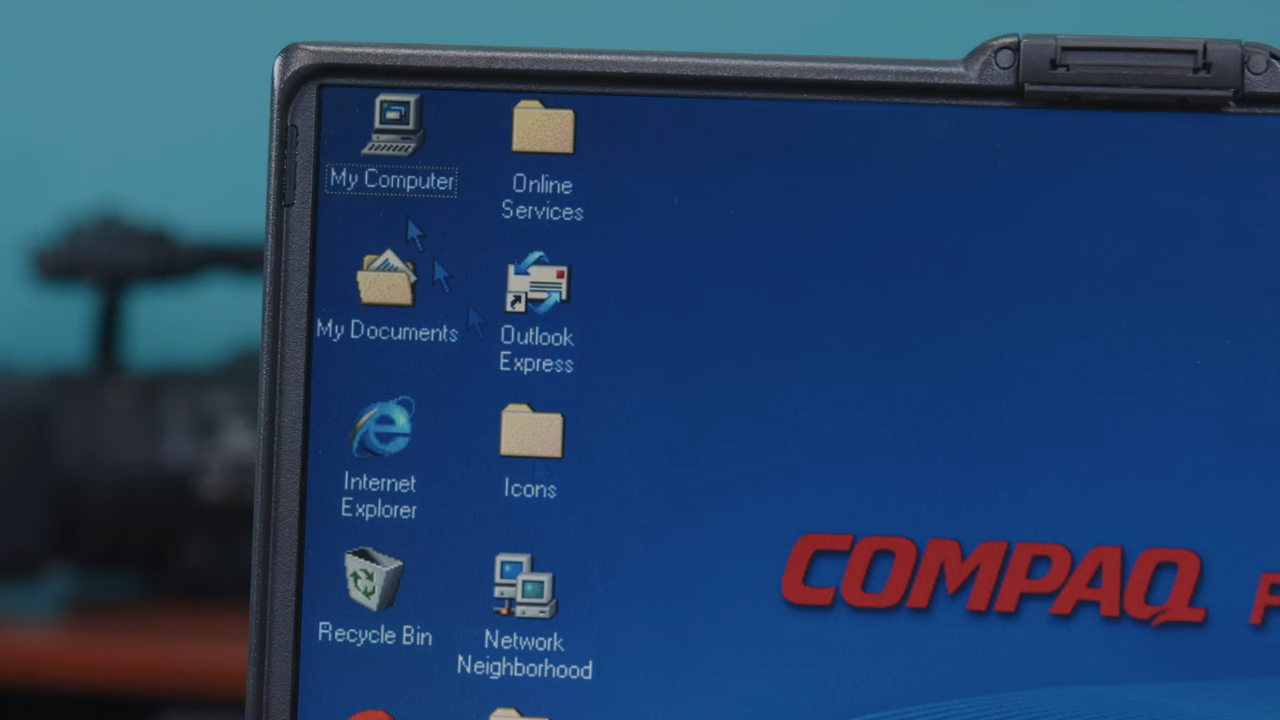 My Computer
Online
Services
My Documents
Outlook
Express
Internet
Explorer
Icons
Recycle Bin
Network
Neighborhood
COMPAQ